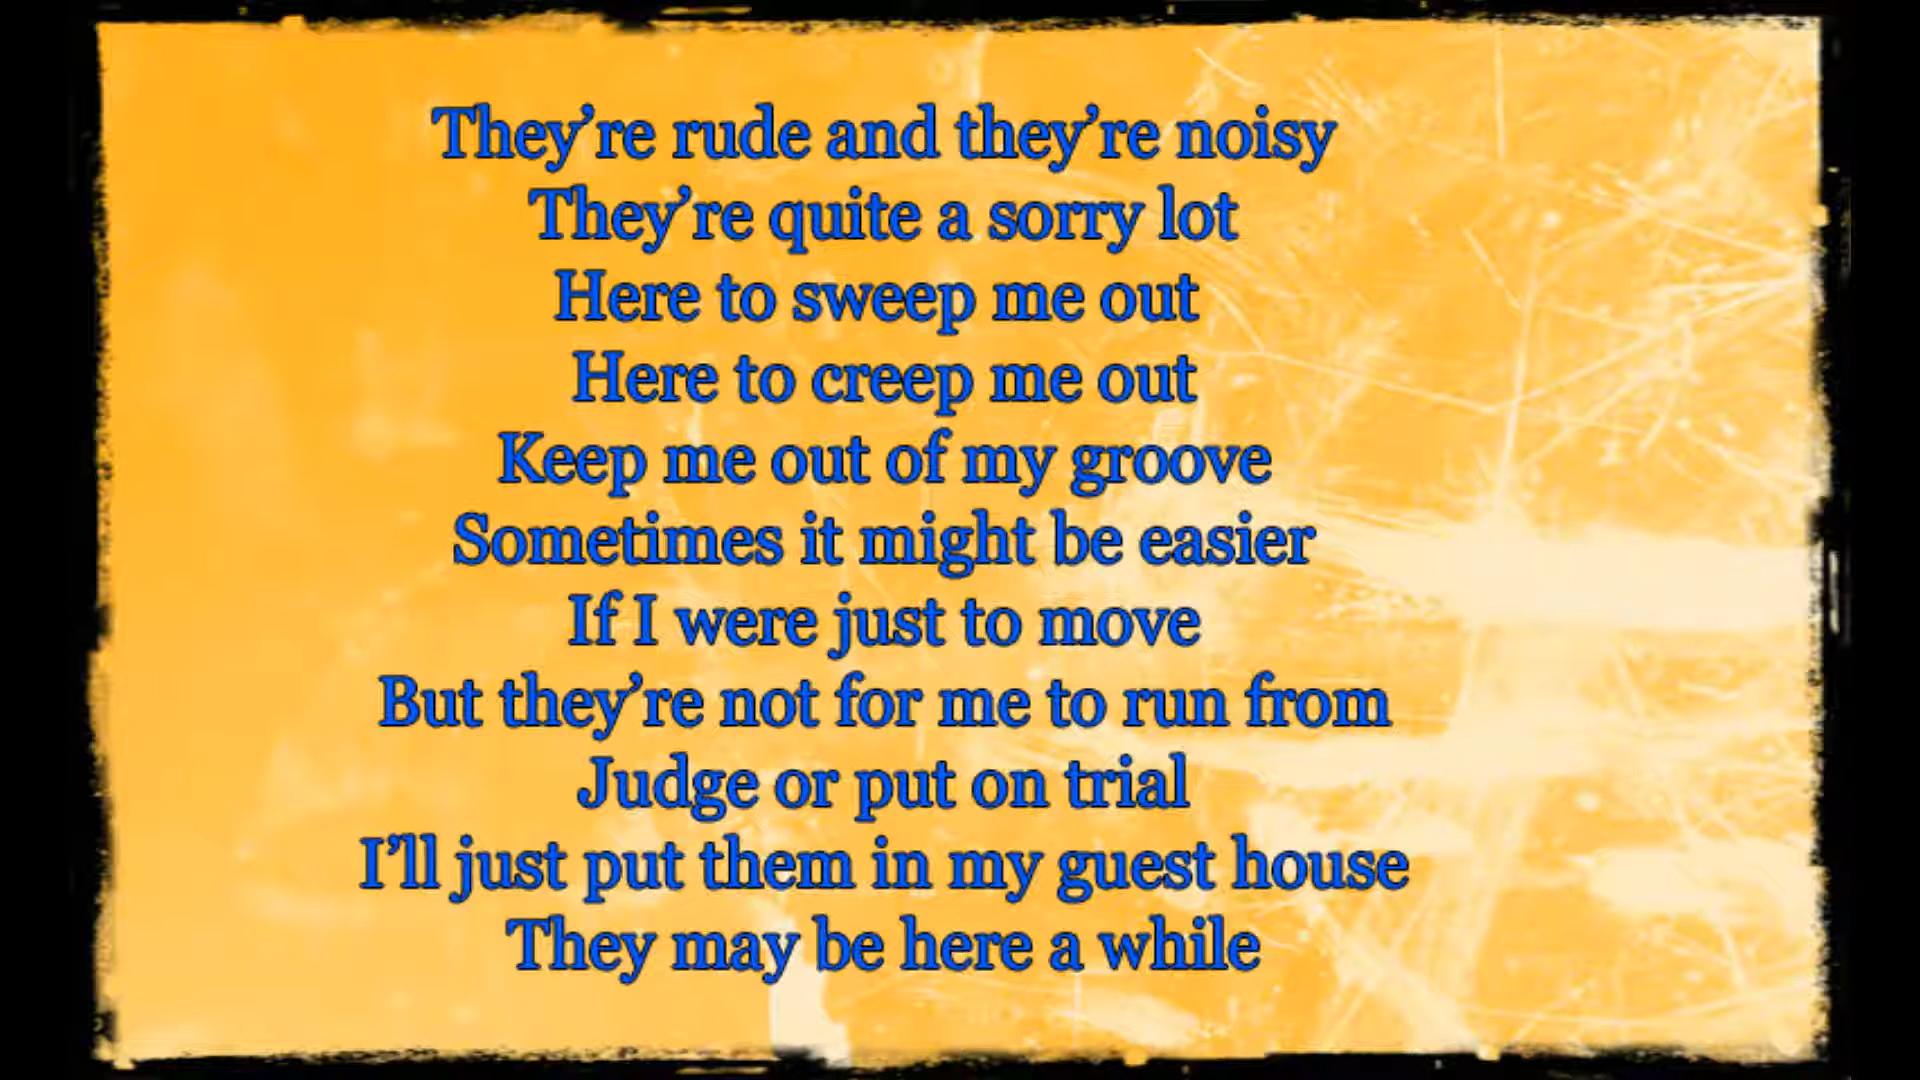 They’re rude and they’re noisy
They’re quite a sorry lot
Here to sweep me out
Here to creep me out
Keep me out of my groove
Sometimes it might be easier
If I were just to move
But they’re not for me to run from
Judge or put on trial
I’ll just put them in my guest house
They may be here a while